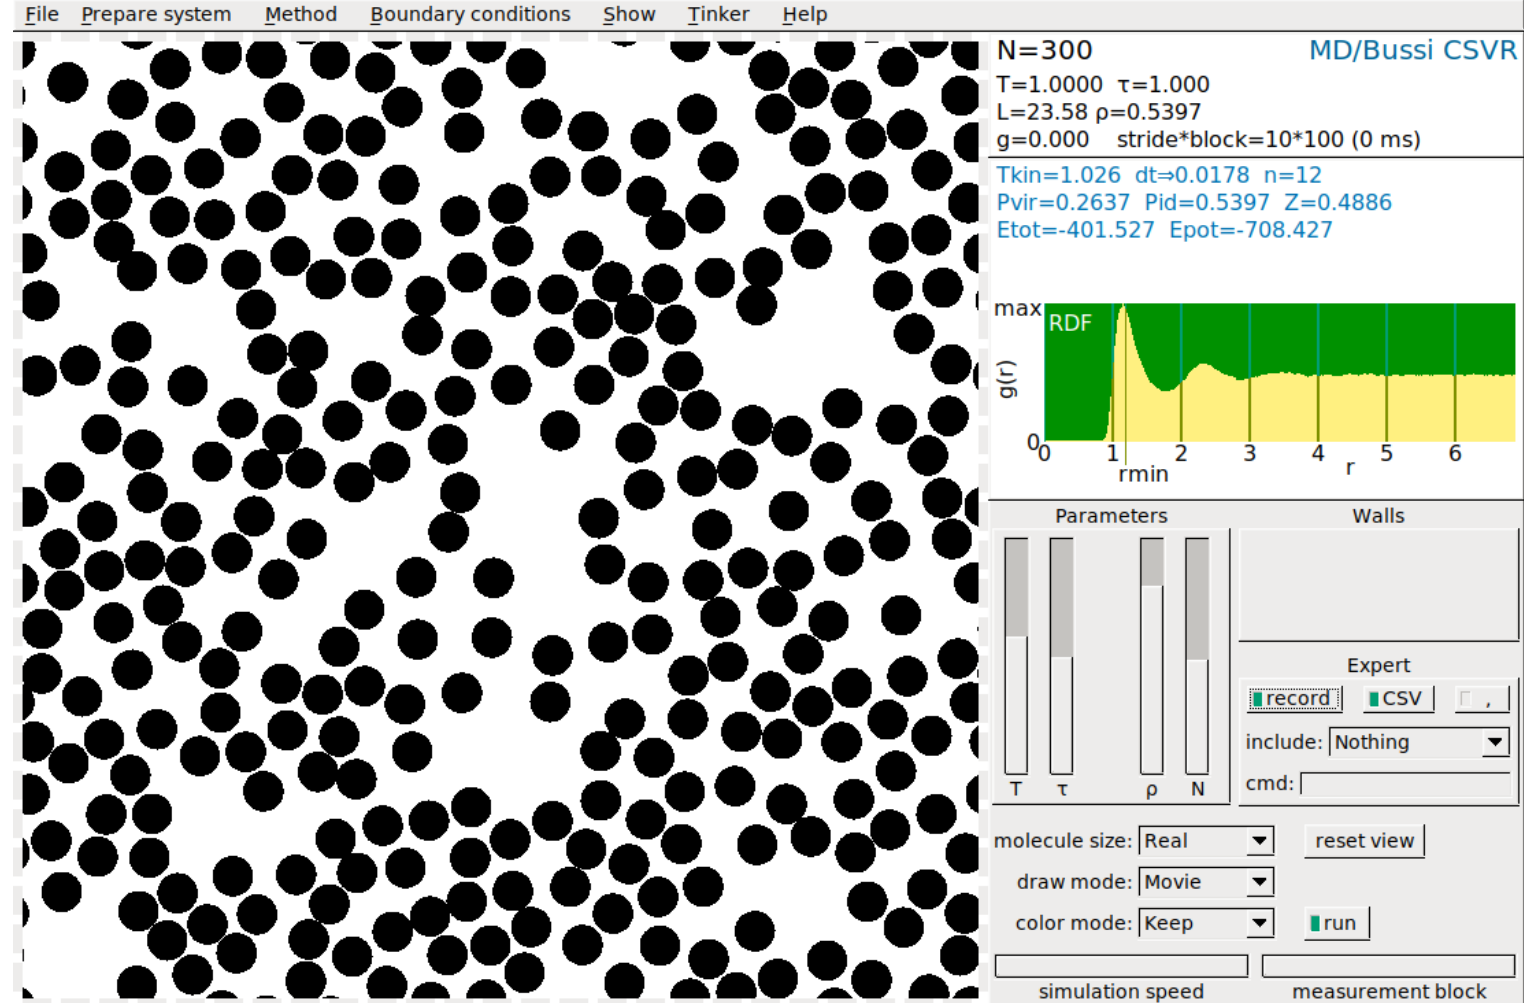 File Prepare system Method Boundary conditions Show Tinker Help
N=300 MD/Bussi CSVR
T=1.0000 τ=1.000
L=23.58 ρ=0.5397
g=0.000 stride*block=10*100 (0 ms)
Tkin=1.026 dt⇒0.0178 n=12
Pvir=0.2637 Pid=0.5397 Z=0.4886
Etot=-401.527 Epot=-708.427
max
RDF
g(r)
0
0 1 2 3 4 5 6
rmin r
Parameters Walls
Expert
record CSV ,
include: Nothing
cmd:
T τ ρ N
molecule size: Real reset view
draw mode: Movie
color mode: Keep run
simulation speed measurement block